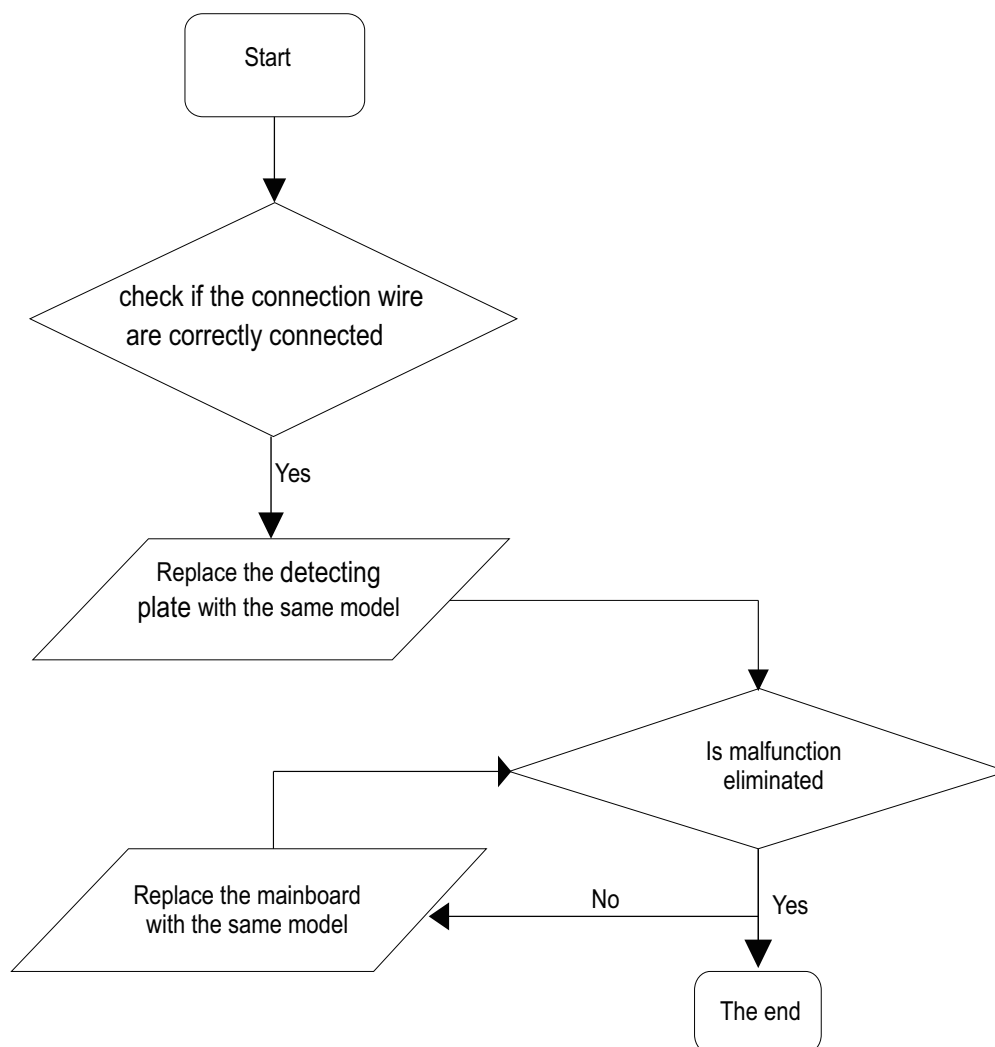 Start
check if the connection wire
are correctly connected
Yes
Replace the detecting
plate with the same model
Is malfunction
eliminated
Replace the mainboard
with the same model
No
Yes
The end